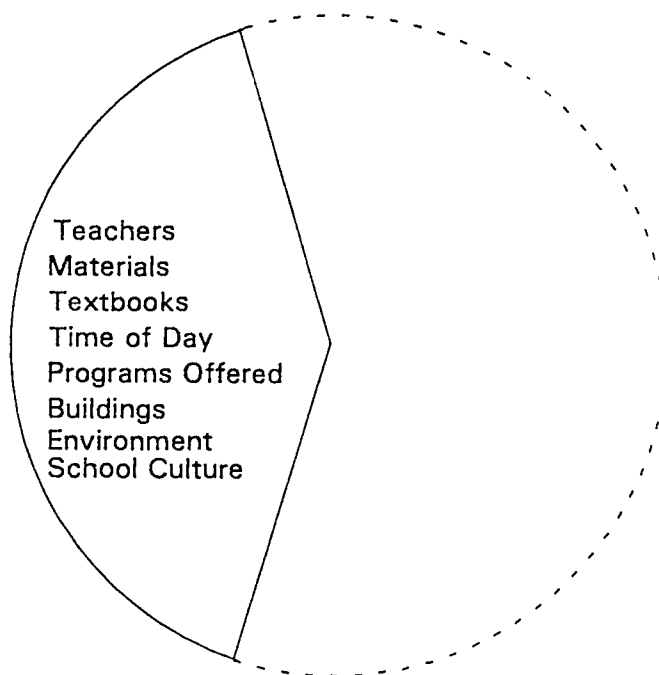 Teachers
Materials
Textbooks
Time of Day
Programs Offered
Buildings
Environment
School Culture